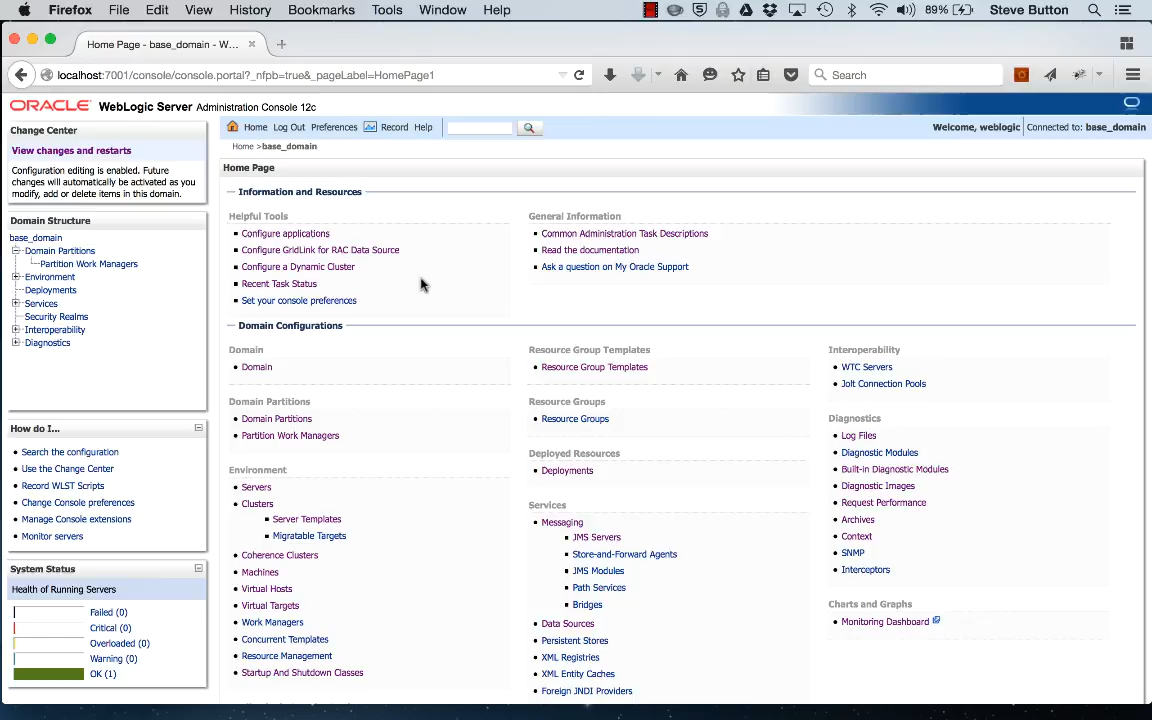 Firefox File Edit View History Bookmarks Tools Window Help 89% Steve Button
Home Page - base_domain - W... × +
localhost:7001/console/console.portal?_nfpb=true&_pageLabel=HomePage1 Search
ORACLE WebLogic Server Administration Console 12c
Change Center
View changes and restarts
Configuration editing is enabled. Future
changes will automatically be activated as you
modify, add or delete items in this domain.
Domain Structure
base_domain
Domain Partitions
Partition Work Managers
Environment
Deployments
Services
Security Realms
Interoperability
Diagnostics
How do I...
Search the configuration
Use the Change Center
Record WLST Scripts
Change Console preferences
Manage Console extensions
Monitor servers
System Status
Health of Running Servers
Failed (0)
Critical (0)
Overloaded (0)
Warning (0)
OK (1)
Home Log Out Preferences Record Help
Welcome, weblogic Connected to: base_domain
Home >base_domain
Home Page
Information and Resources
Helpful Tools
Configure applications
Configure GridLink for RAC Data Source
Configure a Dynamic Cluster
Recent Task Status
Set your console preferences
General Information
Common Administration Task Descriptions
Read the documentation
Ask a question on My Oracle Support
Domain Configurations
Domain
Domain
Domain Partitions
Domain Partitions
Partition Work Managers
Environment
Servers
Clusters
Server Templates
Migratable Targets
Coherence Clusters
Machines
Virtual Hosts
Virtual Targets
Work Managers
Concurrent Templates
Resource Management
Startup And Shutdown Classes
Resource Group Templates
Resource Group Templates
Resource Groups
Resource Groups
Deployed Resources
Deployments
Services
Messaging
JMS Servers
Store-and-Forward Agents
JMS Modules
Path Services
Bridges
Data Sources
Persistent Stores
XML Registries
XML Entity Caches
Foreign JNDI Providers
Interoperability
WTC Servers
Jolt Connection Pools
Diagnostics
Log Files
Diagnostic Modules
Built-in Diagnostic Modules
Diagnostic Images
Request Performance
Archives
Context
SNMP
Interceptors
Charts and Graphs
Monitoring Dashboard